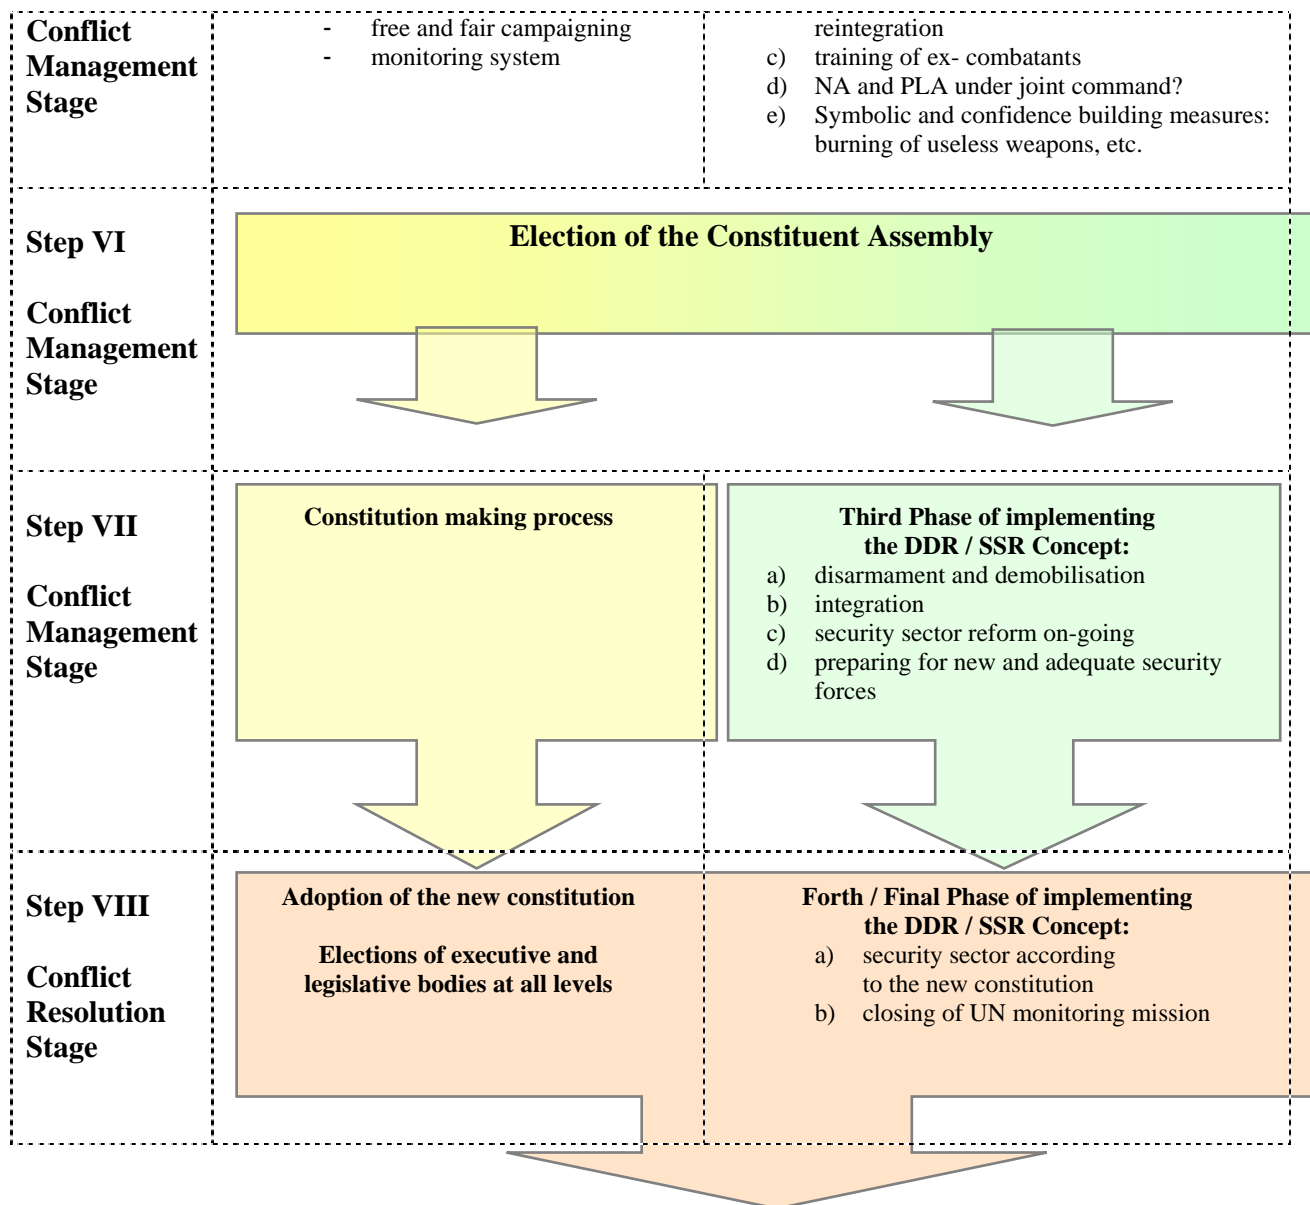 Conflict
Management
Stage
- free and fair campaigning
- monitoring system
reintegration
c) training of ex- combatants
d) NA and PLA under joint command?
e) Symbolic and confidence building measures:
burning of useless weapons, etc.
Step VI
Conflict
Management
Stage
Election of the Constituent Assembly
Step VII
Conflict
Management
Stage
Constitution making process
Third Phase of implementing
the DDR / SSR Concept:
a) disarmament and demobilisation
b) integration
c) security sector reform on-going
d) preparing for new and adequate security
forces
Step VIII
Conflict
Resolution
Stage
Adoption of the new constitution
Elections of executive and
legislative bodies at all levels
Forth / Final Phase of implementing
the DDR / SSR Concept:
a) security sector according
to the new constitution
b) closing of UN monitoring mission